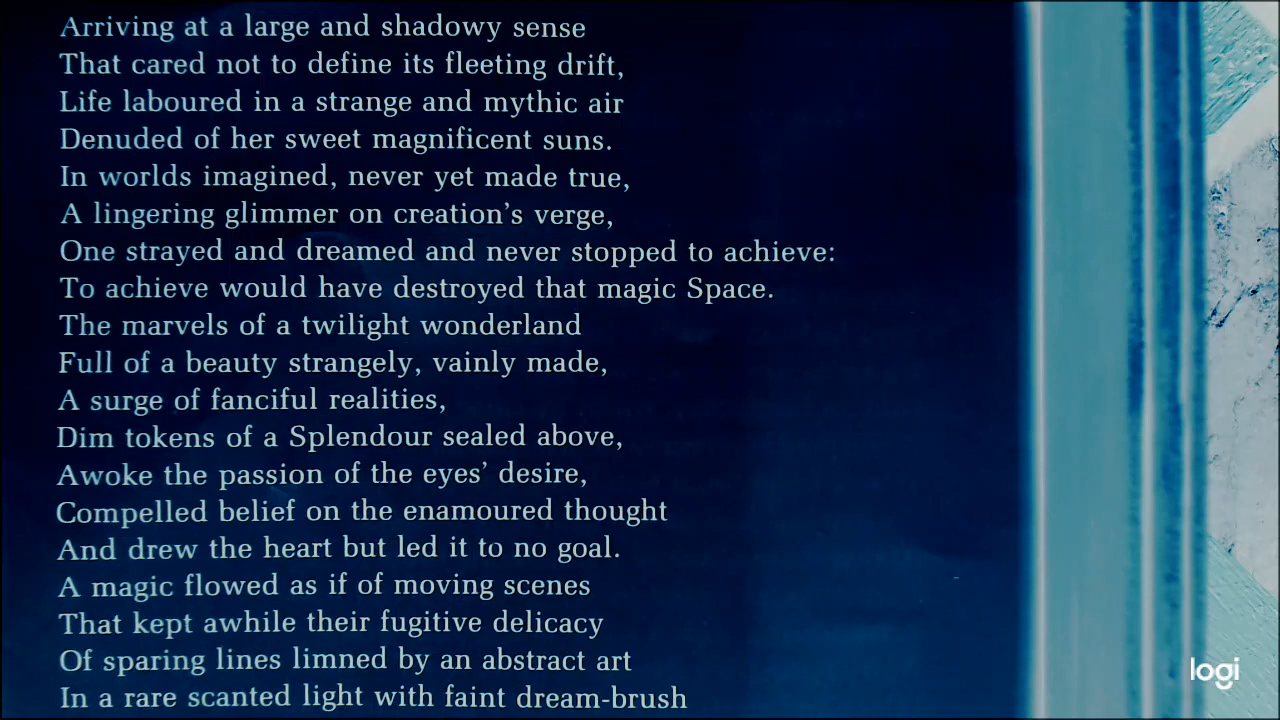 Arriving at a large and shadowy sense
That cared not to define its fleeting drift,
Life laboured in a strange and mythic air
Denuded of her sweet magnificent suns.
In worlds imagined, never yet made true,
A lingering glimmer on creation's verge,
One strayed and dreamed and never stopped to achieve:
To achieve would have destroyed that magic Space.
The marvels of a twilight wonderland
Full of a beauty strangely, vainly made,
A surge of fanciful realities,
Dim tokens of a Splendour sealed above,
Awoke the passion of the eyes' desire,
Compelled belief on the enamoured thought
And drew the heart but led it to no goal.
A magic flowed as if of moving scenes
That kept awhile their fugitive delicacy
Of sparing lines limned by an abstract art
In a rare scanted light with faint dream-brush
logi